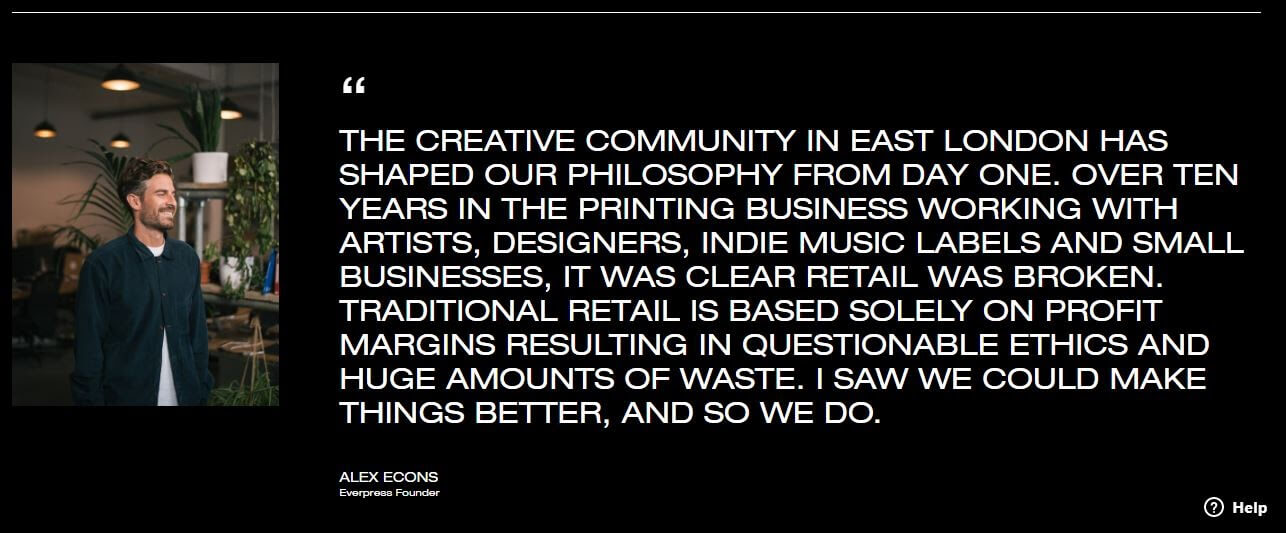 “
THE CREATIVE COMMUNITY IN EAST LONDON HAS
SHAPED OUR PHILOSOPHY FROM DAY ONE. OVER TEN
YEARS IN THE PRINTING BUSINESS WORKING WITH
ARTISTS, DESIGNERS, INDIE MUSIC LABELS AND SMALL
BUSINESSES, IT WAS CLEAR RETAIL WAS BROKEN.
TRADITIONAL RETAIL IS BASED SOLELY ON PROFIT
MARGINS RESULTING IN QUESTIONABLE ETHICS AND
HUGE AMOUNTS OF WASTE. I SAW WE COULD MAKE
THINGS BETTER, AND SO WE DO.
ALEX ECONS
Everpress Founder
? Help